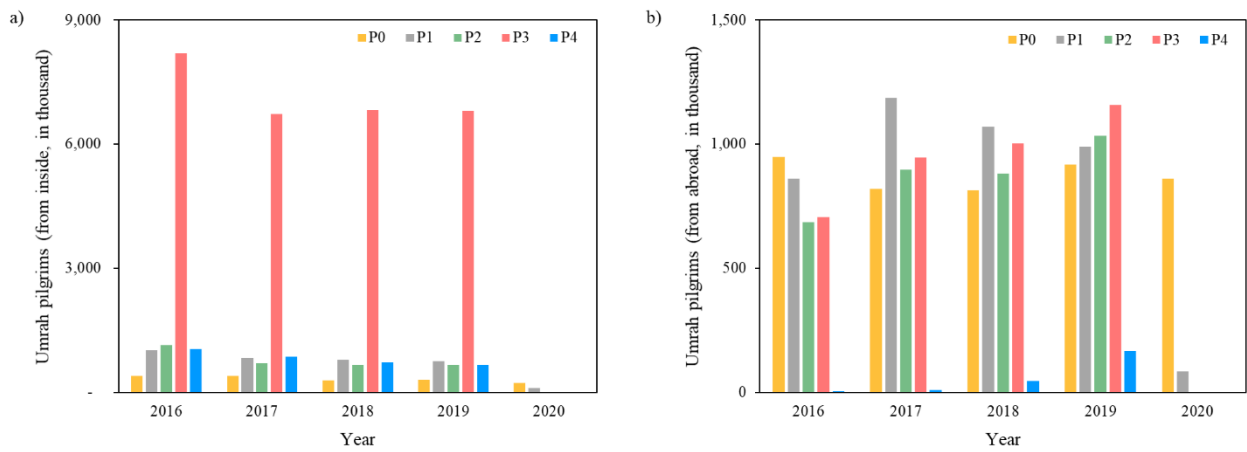 a)
Umrah pilgrims (from inside, in thousand)
9,000
6,000
3,000
-
P0 P1 P2 P3 P4
2016 2017 2018 2019 2020
Year
b)
Umrah pilgrims (from abroad, in thousand)
1,500
1,000
500
0
P0 P1 P2 P3 P4
2016 2017 2018 2019 2020
Year